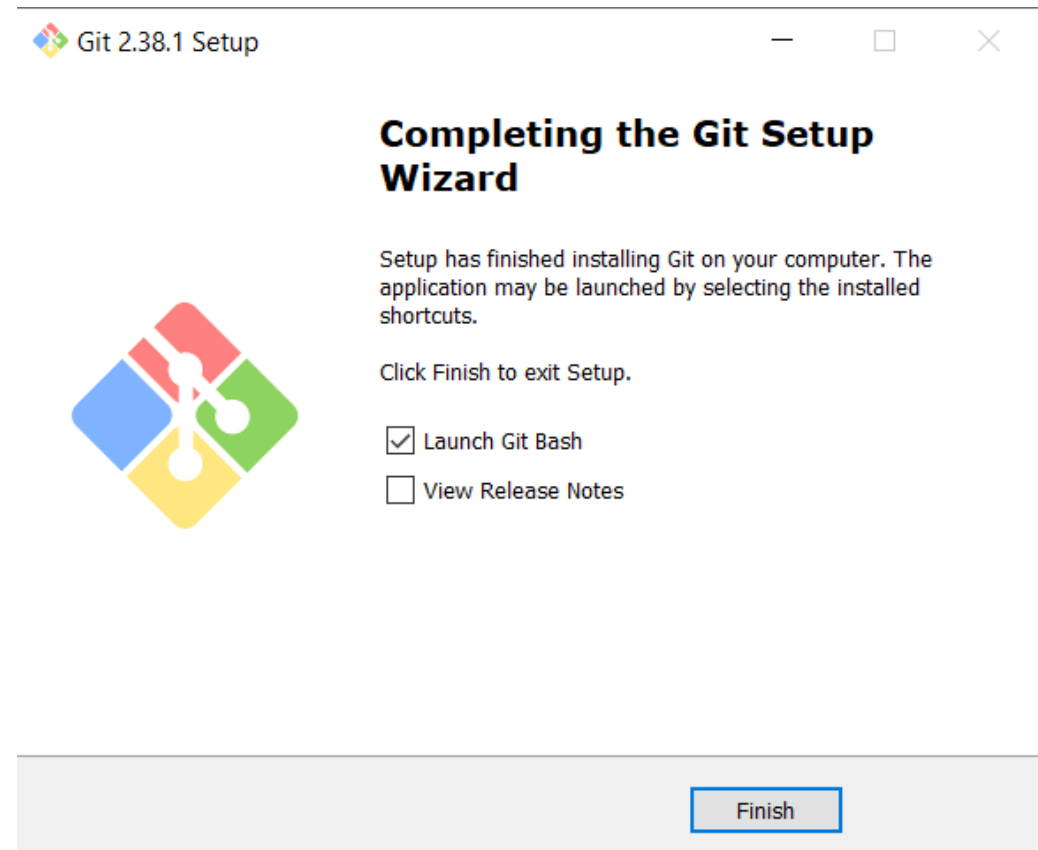 Git 2.38.1 Setup
Completing the Git Setup
Wizard
Setup has finished installing Git on your computer. The
application may be launched by selecting the installed
shortcuts.
Click Finish to exit Setup.
Launch Git Bash
View Release Notes
Finish